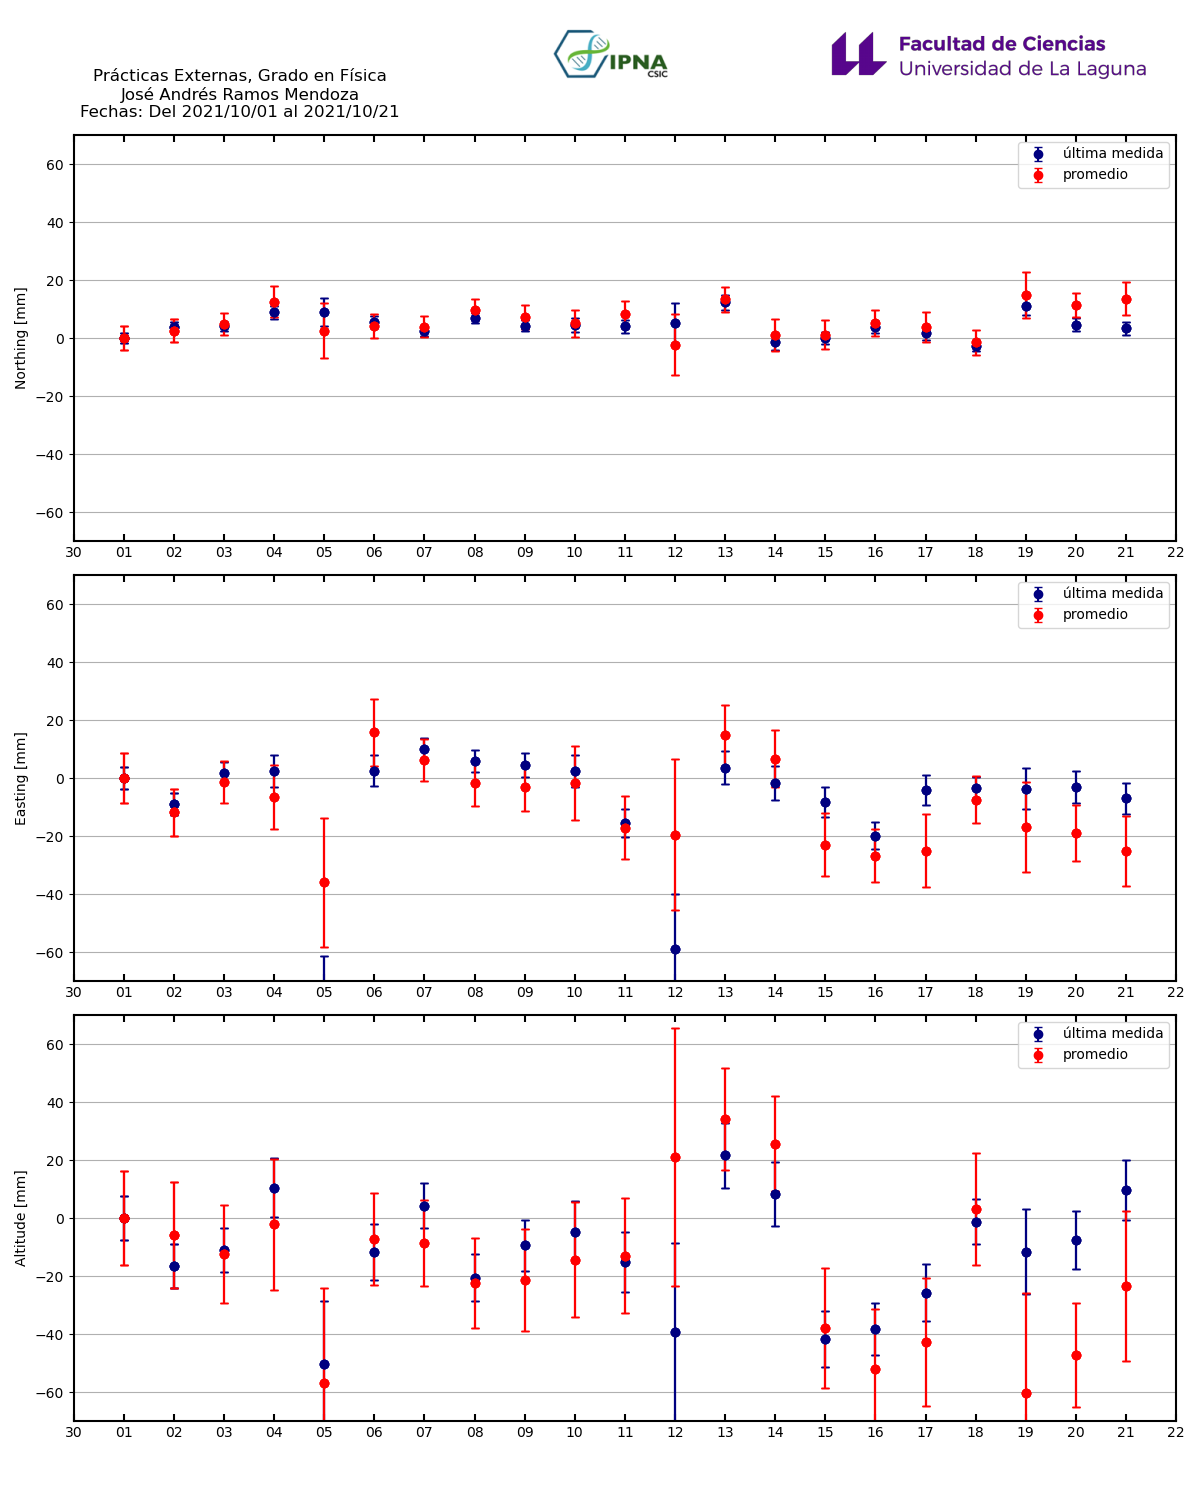 IPNA
CSIC
Facultad de Ciencias
Universidad de La Laguna
Prácticas Externas, Grado en Física
José Andrés Ramos Mendoza
Fechas: Del 2021/10/01 al 2021/10/21
última medida
promedio
Northing [mm]
60
40
20
0
−20
−40
−60
30 01 02 03 04 05 06 07 08 09 10 11 12 13 14 15 16 17 18 19 20 21 22
última medida
promedio
Easting [mm]
60
40
20
0
−20
−40
−60
30 01 02 03 04 05 06 07 08 09 10 11 12 13 14 15 16 17 18 19 20 21 22
última medida
promedio
Altitude [mm]
60
40
20
0
−20
−40
−60
30 01 02 03 04 05 06 07 08 09 10 11 12 13 14 15 16 17 18 19 20 21 22